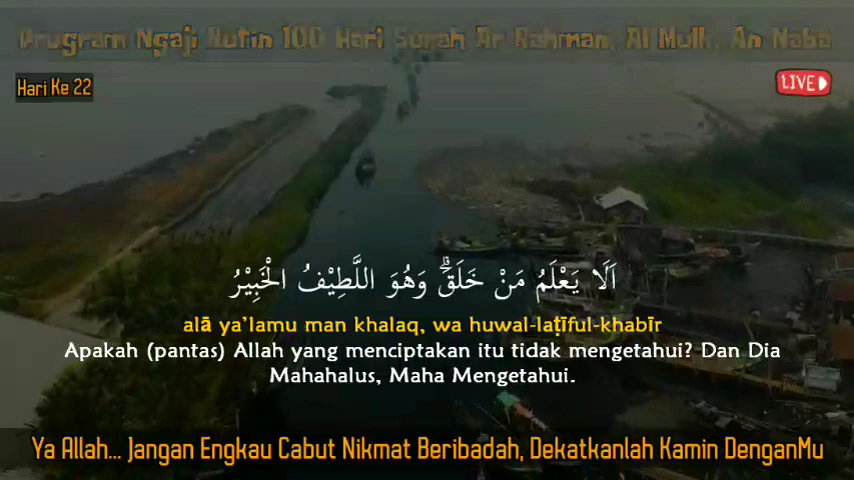 Program Ngaji Rutin 100 Hari Surah Ar Rahman, Al Mulk, An Naba
Hari Ke 22
LIVE
اَلَا يَعْلَمُ مَنْ خَلَقَۗ وَهُوَ اللَّطِيْفُ الْخَبِيْرُ
alā ya’lamu man khalaq, wa huwal-laṭīful-khabīr
Apakah (pantas) Allah yang menciptakan itu tidak mengetahui? Dan Dia
Mahahalus, Maha Mengetahui.
Ya Allah... Jangan Engkau Cabut Nikmat Beribadah, Dekatkanlah Kamin DenganMu